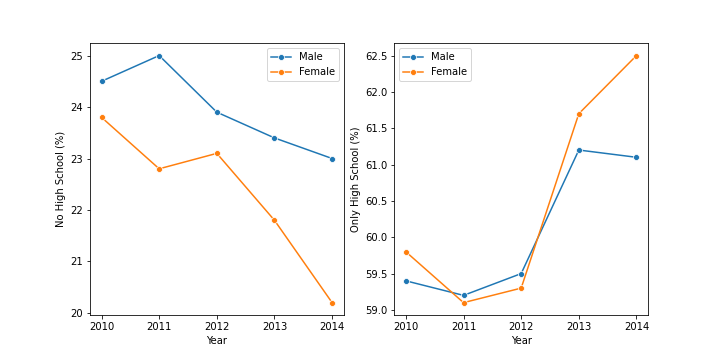 No High School (%)
25
24
23
22
21
20
Male
Female
2010 2011 2012 2013 2014
Year
Only High School (%)
62.5
62.0
61.5
61.0
60.5
60.0
59.5
59.0
Male
Female
2010 2011 2012 2013 2014
Year